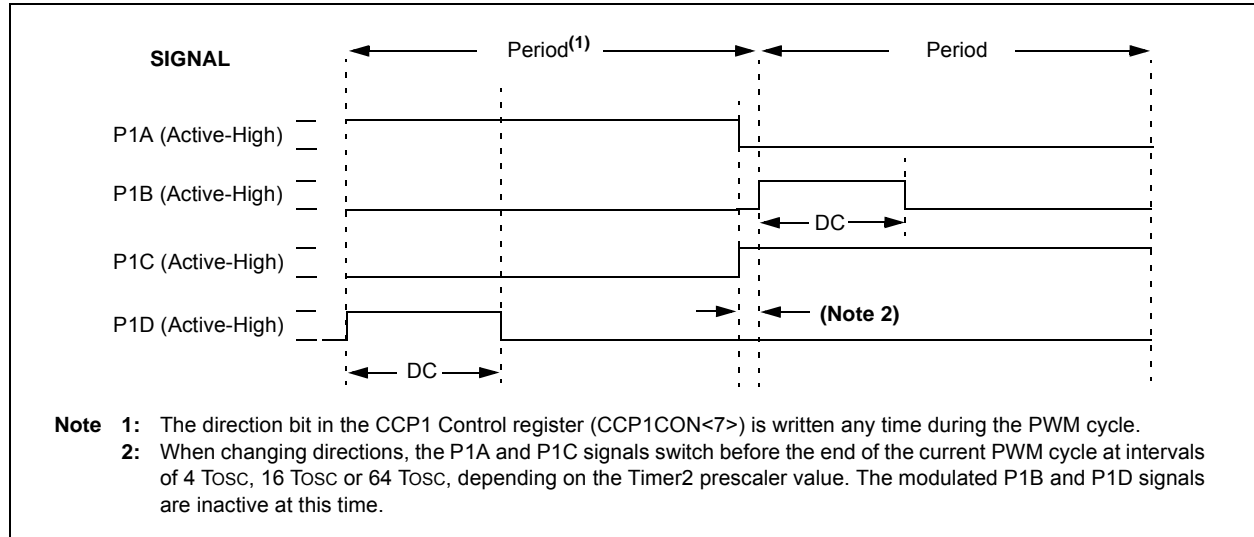 SIGNAL
Period(1)
Period
P1A (Active-High)
P1B (Active-High)
DC
P1C (Active-High)
P1D (Active-High)
(Note 2)
DC
Note 1: The direction bit in the CCP1 Control register (CCP1CON<7>) is written any time during the PWM cycle.
2: When changing directions, the P1A and P1C signals switch before the end of the current PWM cycle at intervals
of 4 TOSC, 16 TOSC or 64 TOSC, depending on the Timer2 prescaler value. The modulated P1B and P1D signals
are inactive at this time.